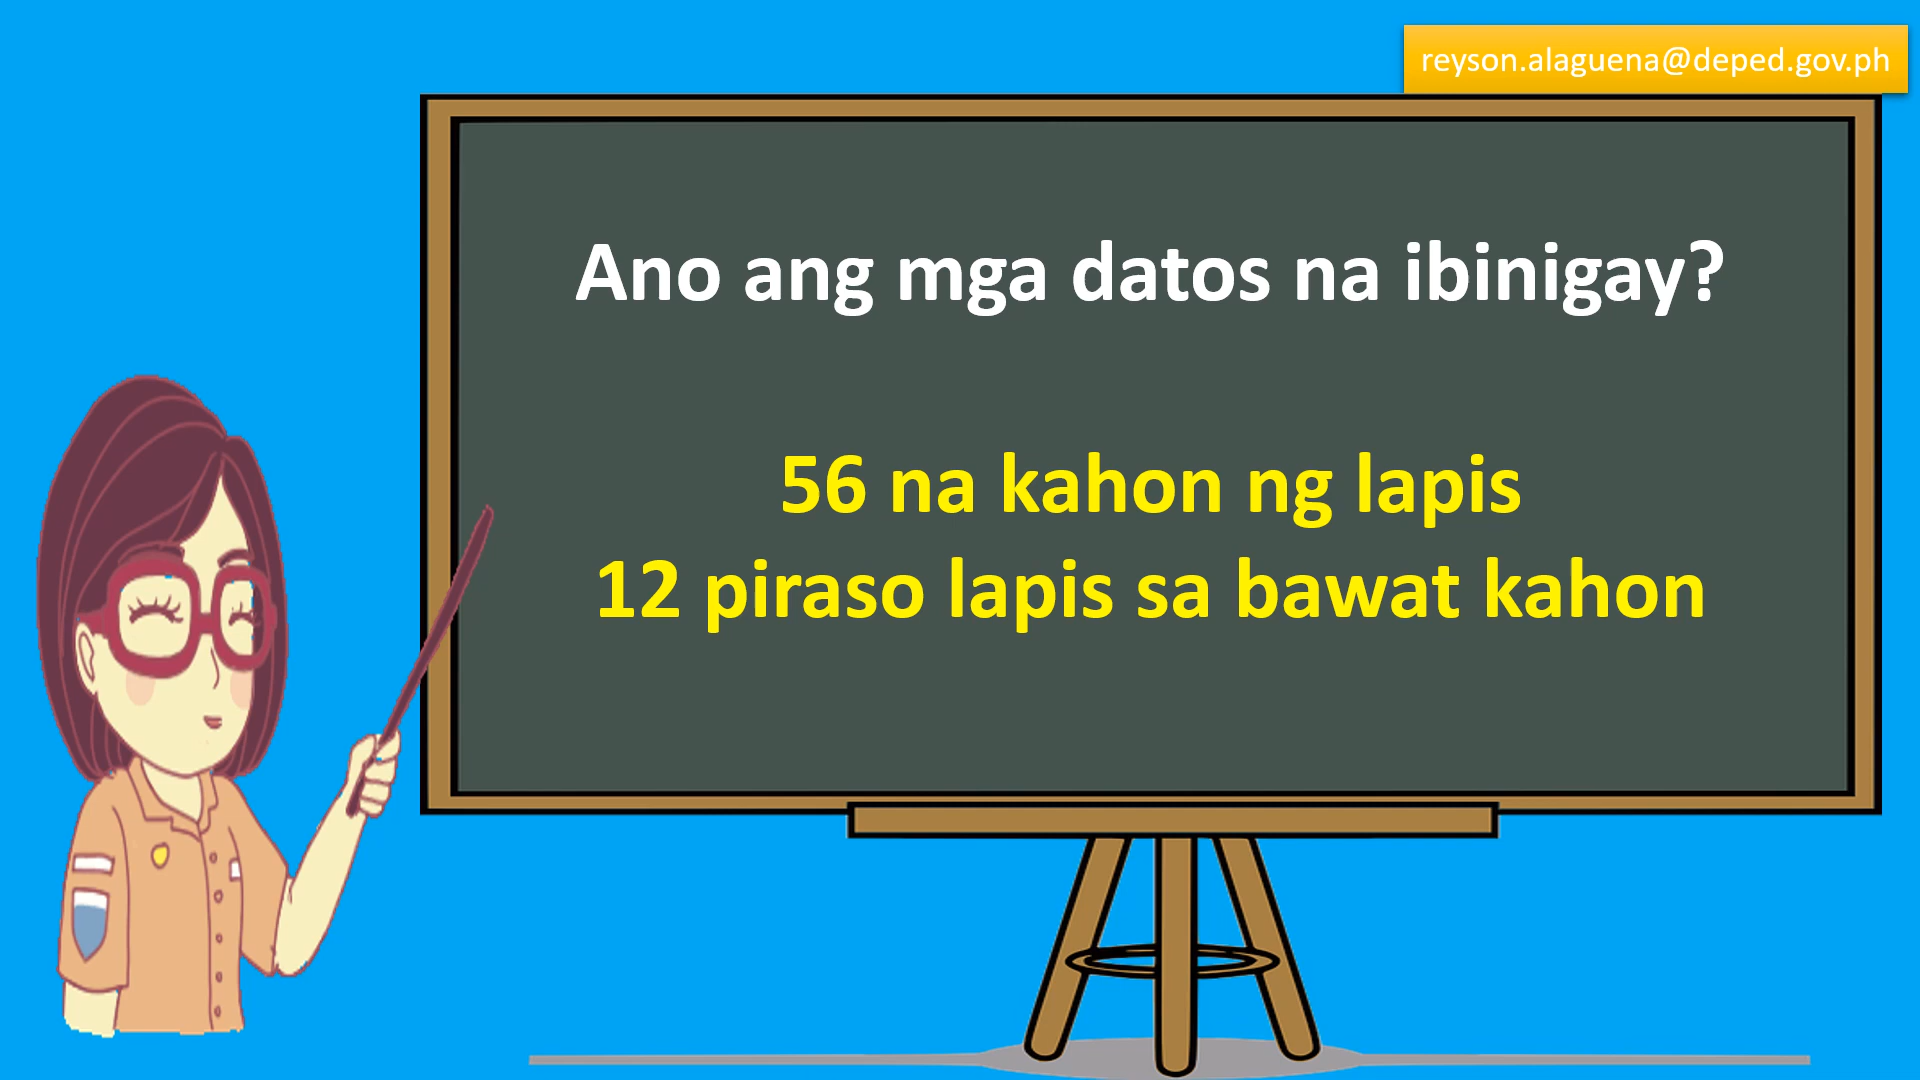 reyson.alaguena@deped.gov.ph
Ano ang mga datos na ibinigay?
56 na kahon ng lapis
12 piraso lapis sa bawat kahon